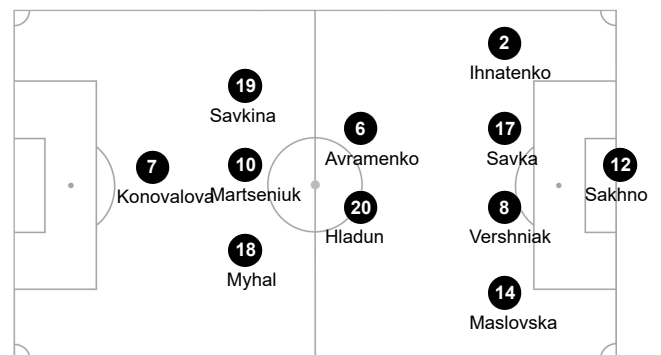 2
Ihnatenko
19
Savkina
6
Avramenko
17
Savka
7
Konovalova
10
Martseniuk
12
Sakhno
20
Hladun
8
Vershniak
18
Myhal
14
Maslovska